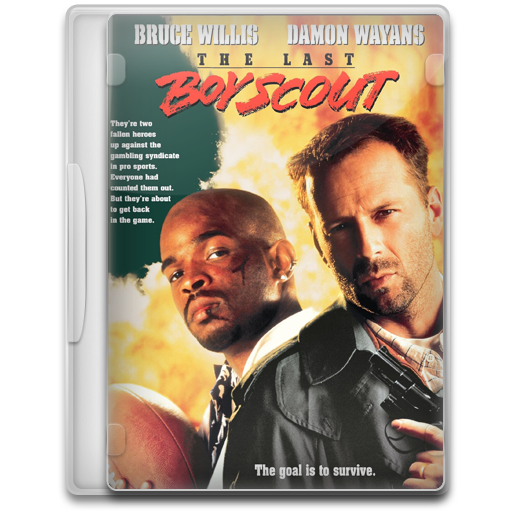 BRUCE WILLIS DAMON WAYANS
THE LAST
BOY SCOUT
They're two
fallen heroes
up against the
gambling syndicate
in pro sports.
Everyone had
counted them out.
But they're about
to get back
in the game.
The goal is to survive.